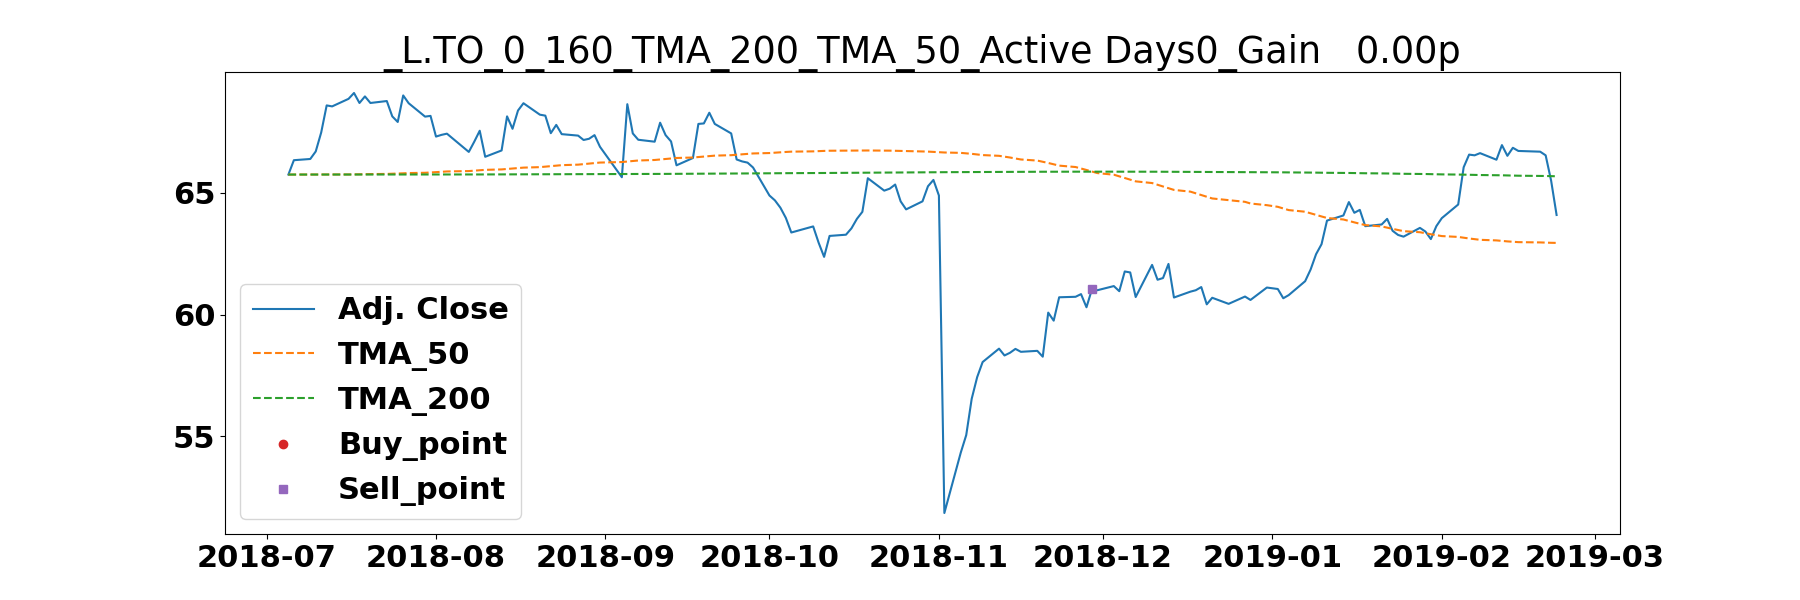 _L.TO_0_160_TMA_200_TMA_50_Active Days0_Gain   0.00p
65
60
55
Adj. Close
TMA_50
TMA_200
Buy_point
Sell_point
2018-07 2018-08 2018-09 2018-10 2018-11 2018-12 2019-01 2019-02 2019-03